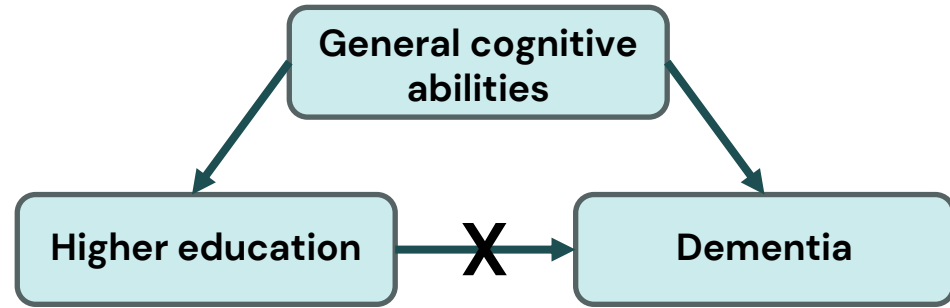 General cognitive
abilities
Higher education
X
Dementia